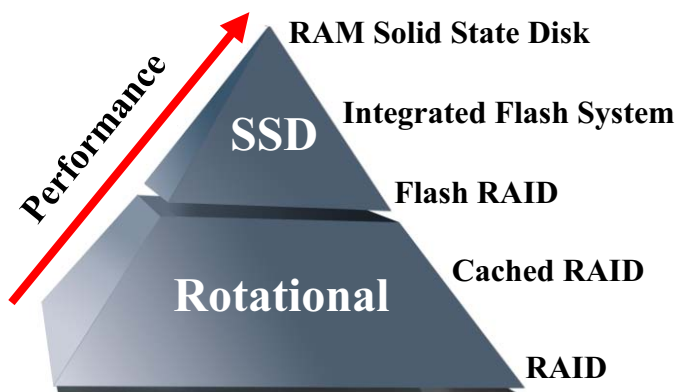 RAM Solid State Disk
Performance
Integrated Flash System
SSD
Flash RAID
Cached RAID
Rotational
RAID